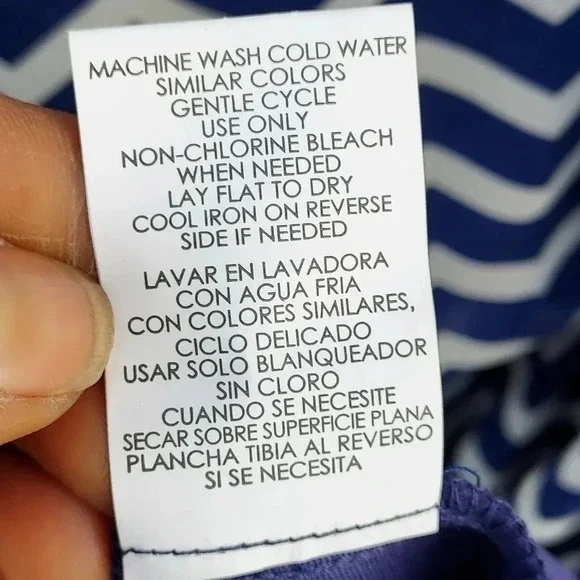 MACHINE WASH COLD WATER
SIMILAR COLORS
GENTLE CYCLE
USE ONLY
NON-CHLORINE BLEACH
WHEN NEEDED
LAY FLAT TO DRY
COOL IRON ON REVERSE
SIDE IF NEEDED
LAVAR EN LAVADORA
CON AGUA FRIA
CON COLORES SIMILARES,
CICLO DELICADO
USAR SOLO BLANQUEADOR
SIN CLORO
CUANDO SE NECESITE
SECAR SOBRE SUPERFICIE PLANA
PLANCHA TIBIA AL REVERSO
SI SE NECESITA